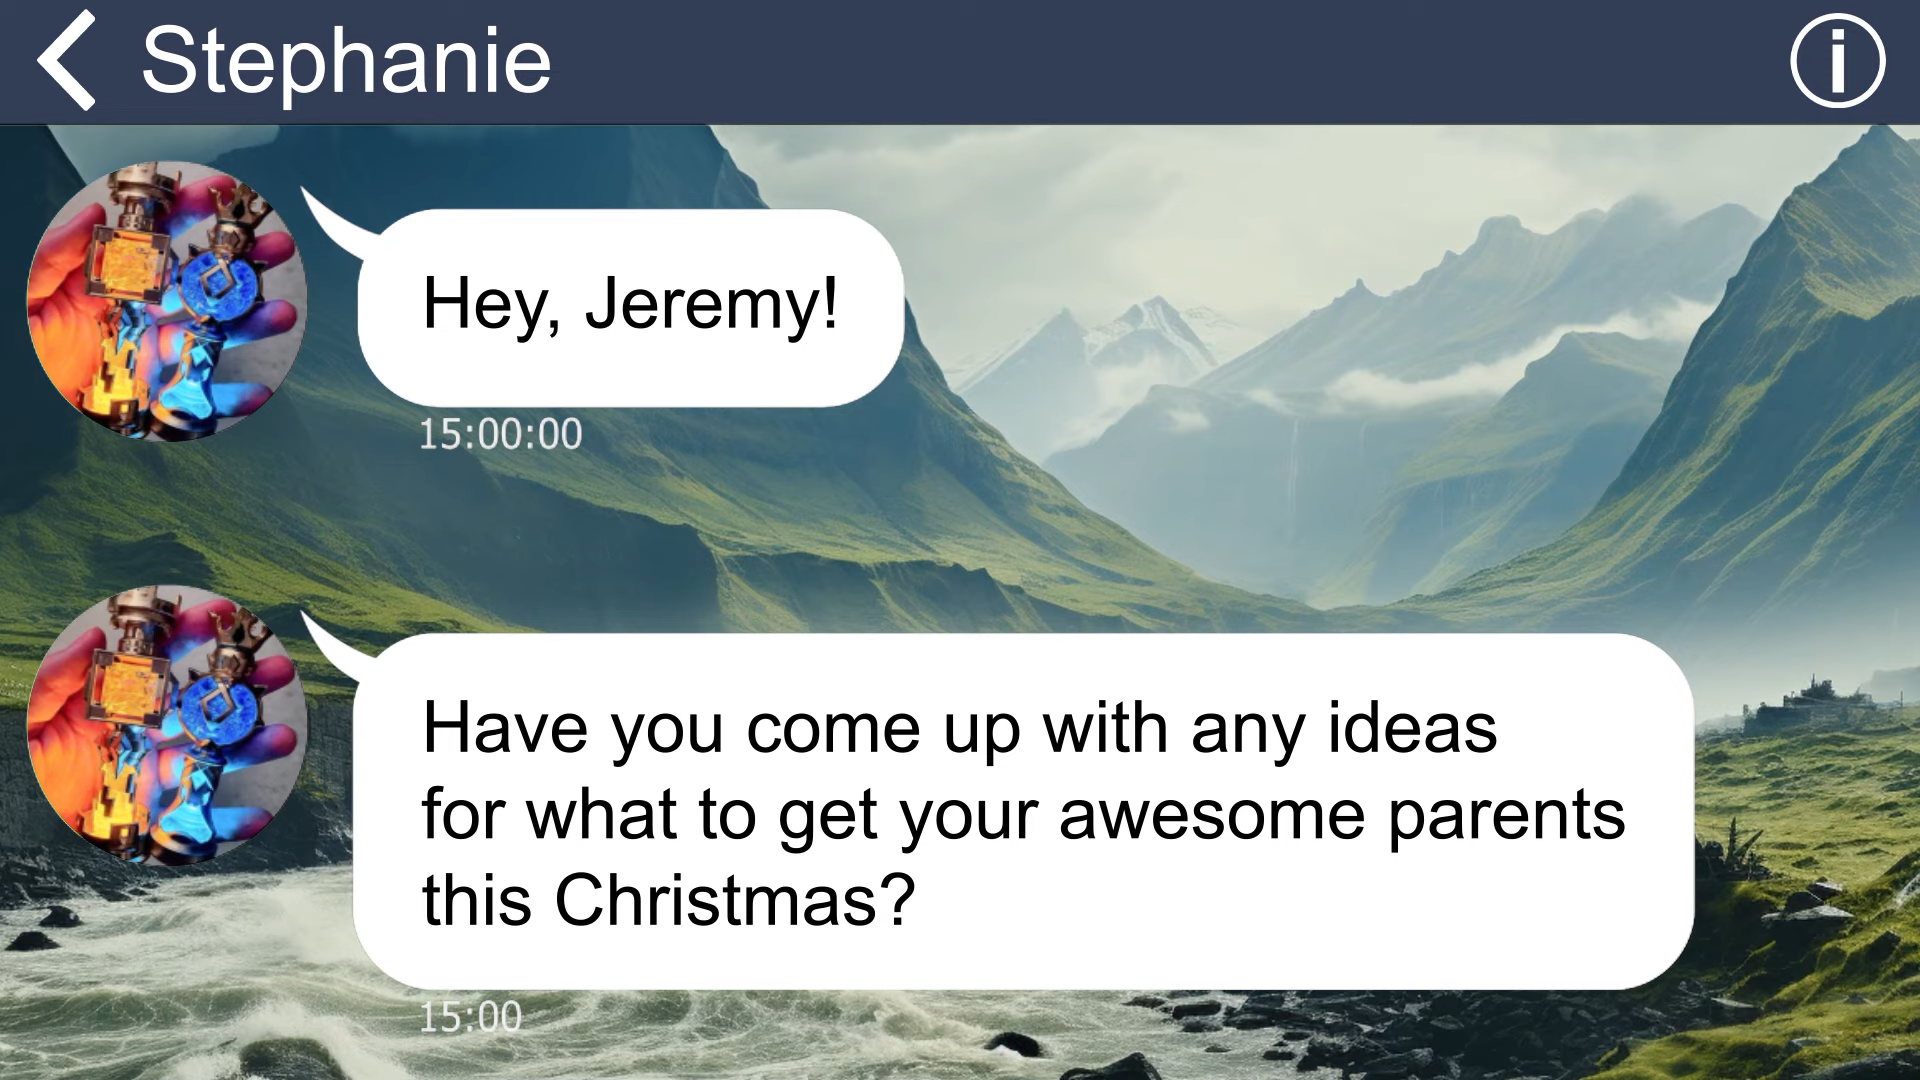 Stephanie
Hey, Jeremy!
15:00:00
Have you come up with any ideas
for what to get your awesome parents
this Christmas?
15:00